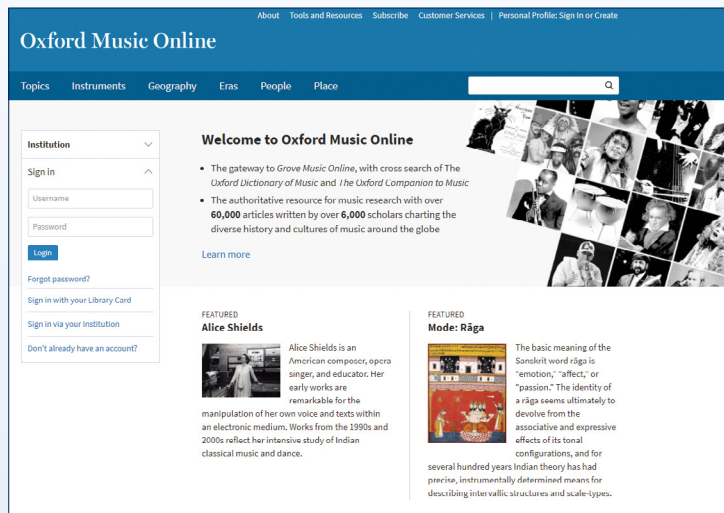 About Tools and Resources Subscribe Customer Services | Personal Profile: Sign In or Create
Oxford Music Online
Topics Instruments Geography Eras People Place
Institution
Sign In
Username
Password
Login
Forgot password?
Sign in with your Library Card
Sign in via your Institution
Don't already have an account?
Welcome to Oxford Music Online
• The gateway to Grove Music Online, with cross search of The
Oxford Dictionary of Music and The Oxford Companion to Music
• The authoritative resource for music research with over
60,000 articles written by over 6,000 scholars charting the
diverse history and cultures of music around the globe
Learn more
FEATURED
Alice Shields
Alice Shields is an
American composer, opera
singer, and educator. Her
early works are
remarkable for the
manipulation of her own voice and texts within
an electronic medium. Works from the 1990s and
2000s reflect her intensive study of Indian
classical music and dance.
FEATURED
Mode: Rāga
The basic meaning of the
Sanskrit word rāga is
"emotion," "affect," or
"passion." The identity of
a rāga seems ultimately to
devolve from the
associative and expressive
effects of its tonal
configurations, and for
several hundred years Indian theory has had
precise, instrumentally determined means for
describing intervallic structures and scale-types.